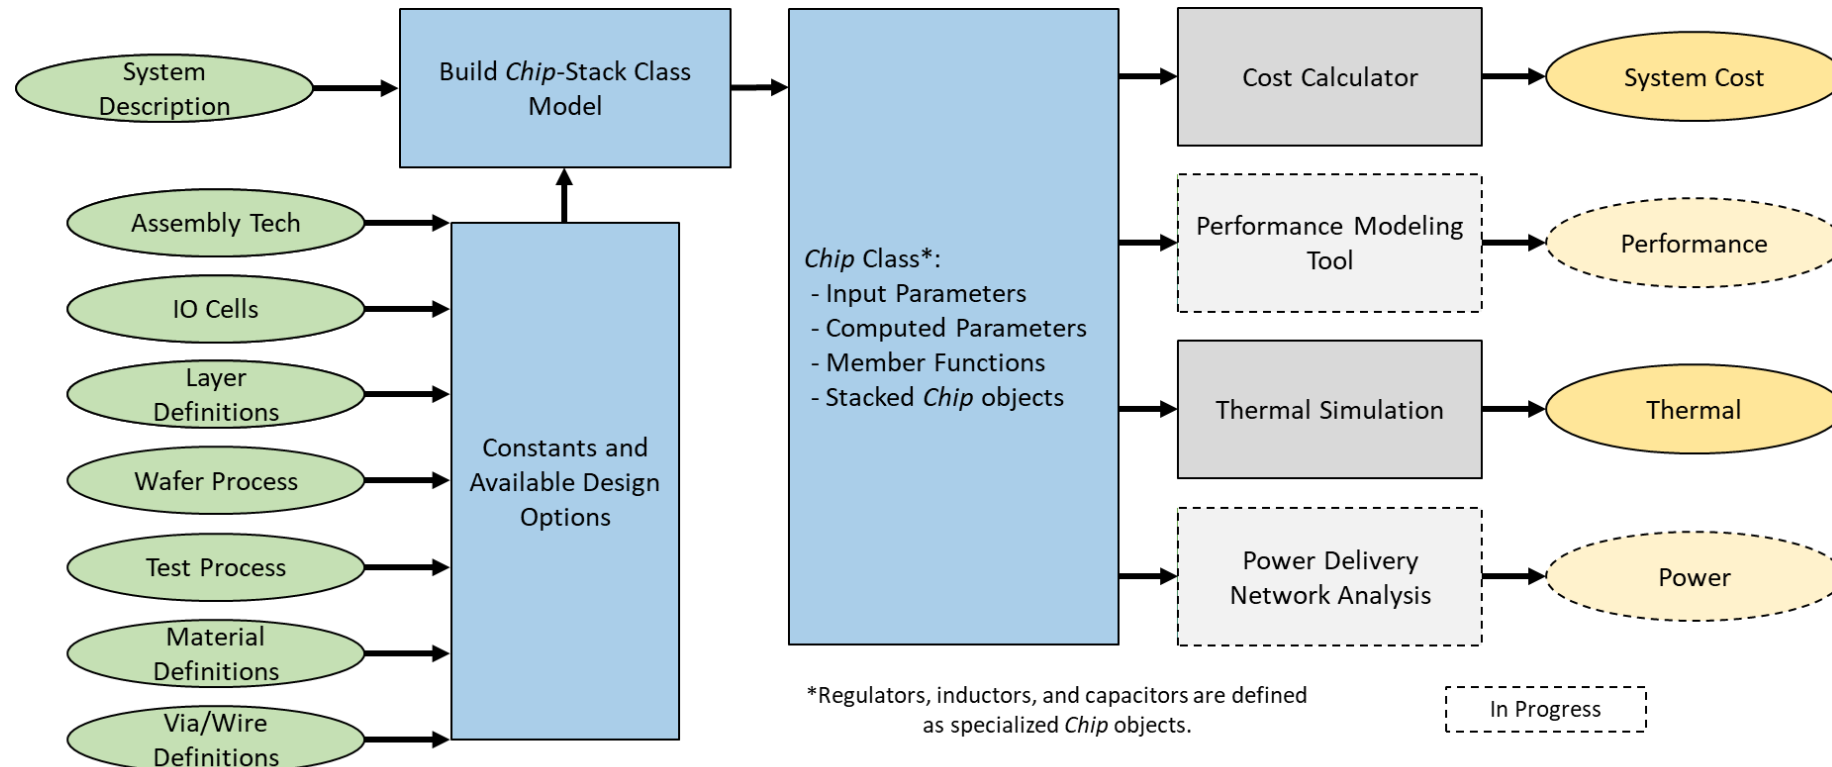 System
Description
Build Chip-Stack Class
Model
Assembly Tech
IO Cells
Layer
Definitions
Wafer Process
Test Process
Material
Definitions
Via/Wire
Definitions
Constants and
Available Design
Options
Chip Class*:
- Input Parameters
- Computed Parameters
- Member Functions
- Stacked Chip objects
Cost Calculator
System Cost
Performance Modeling
Tool
Performance
Thermal Simulation
Thermal
Power Delivery
Network Analysis
Power
*Regulators, inductors, and capacitors are defined
as specialized Chip objects.
In Progress